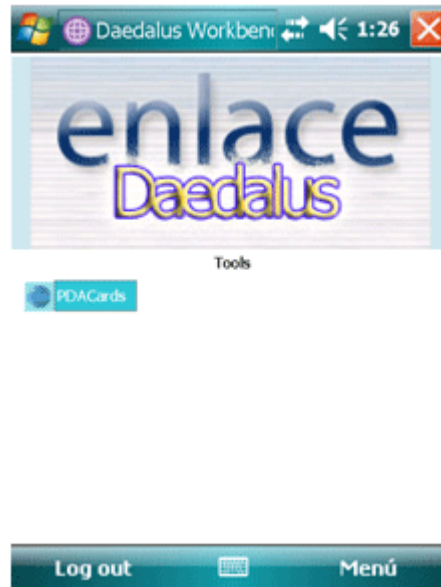 Daedalus Workben 1:26
enlace
Daedalus
Tools
PDACards
Log out Menú